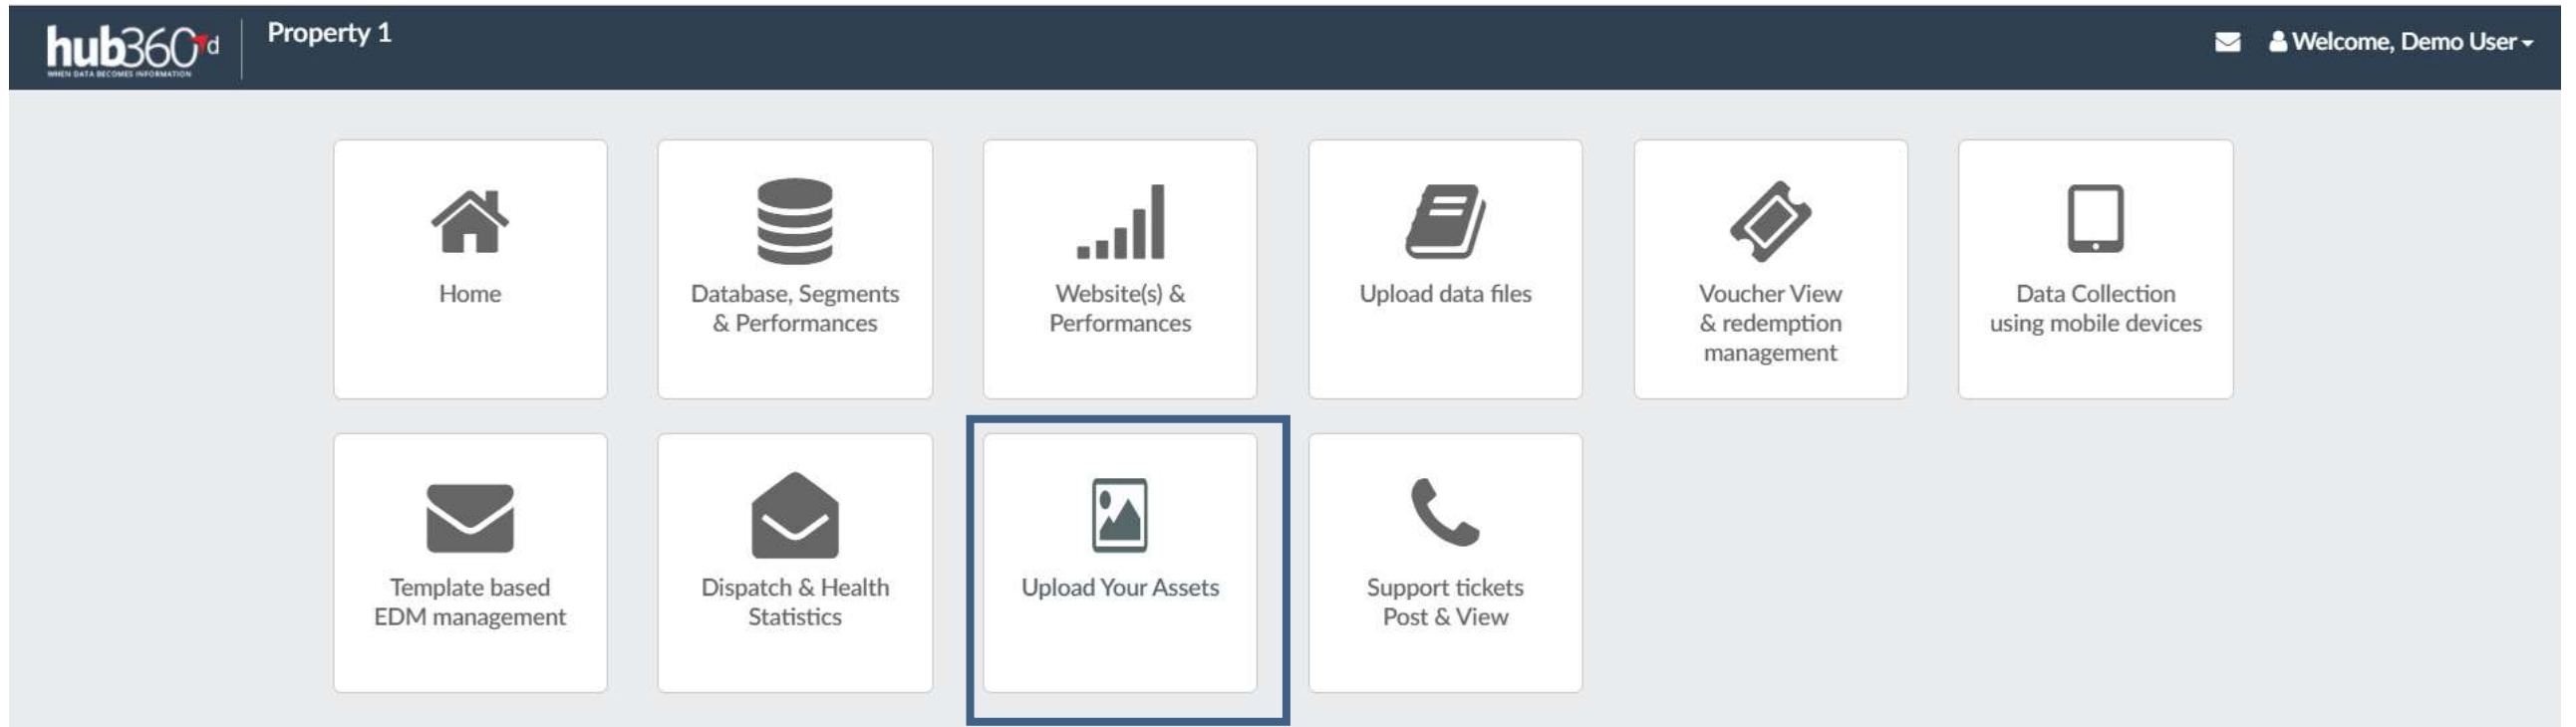 hub360d
WHEN DATA BECOMES INFORMATION
Property 1
Welcome, Demo User
Home
Database, Segments
& Performances
Website(s) &
Performances
Upload data files
Voucher View
& redemption
management
Data Collection
using mobile devices
Template based
EDM management
Dispatch & Health
Statistics
Upload Your Assets
Support tickets
Post & View